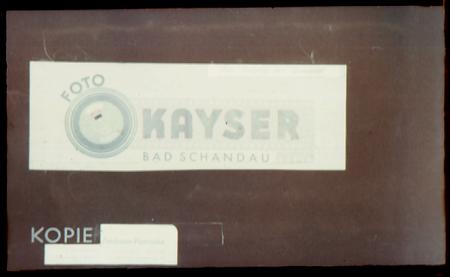 FOTO
KAYSER
BAD SCHANDAU
KOPIE